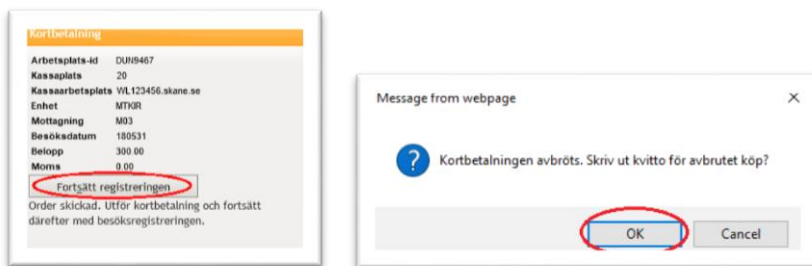 Kortbetalning
Arbetsplats-id DUN9467
Kassaplats 20
Kassaarbetsplats WL123456.skane.se
Enhet MTKIR
Mottagning M03
Besöksdatum 180531
Belopp 300.00
Moms 0.00
Fortsätt registreringen
Order skickad. Utför kortbetalning och fortsätt
därefter med besöksregistreringen.
Message from webpage
Kortbetalningen avbröts. Skriv ut kvitto för avbrutet köp?
OK Cancel